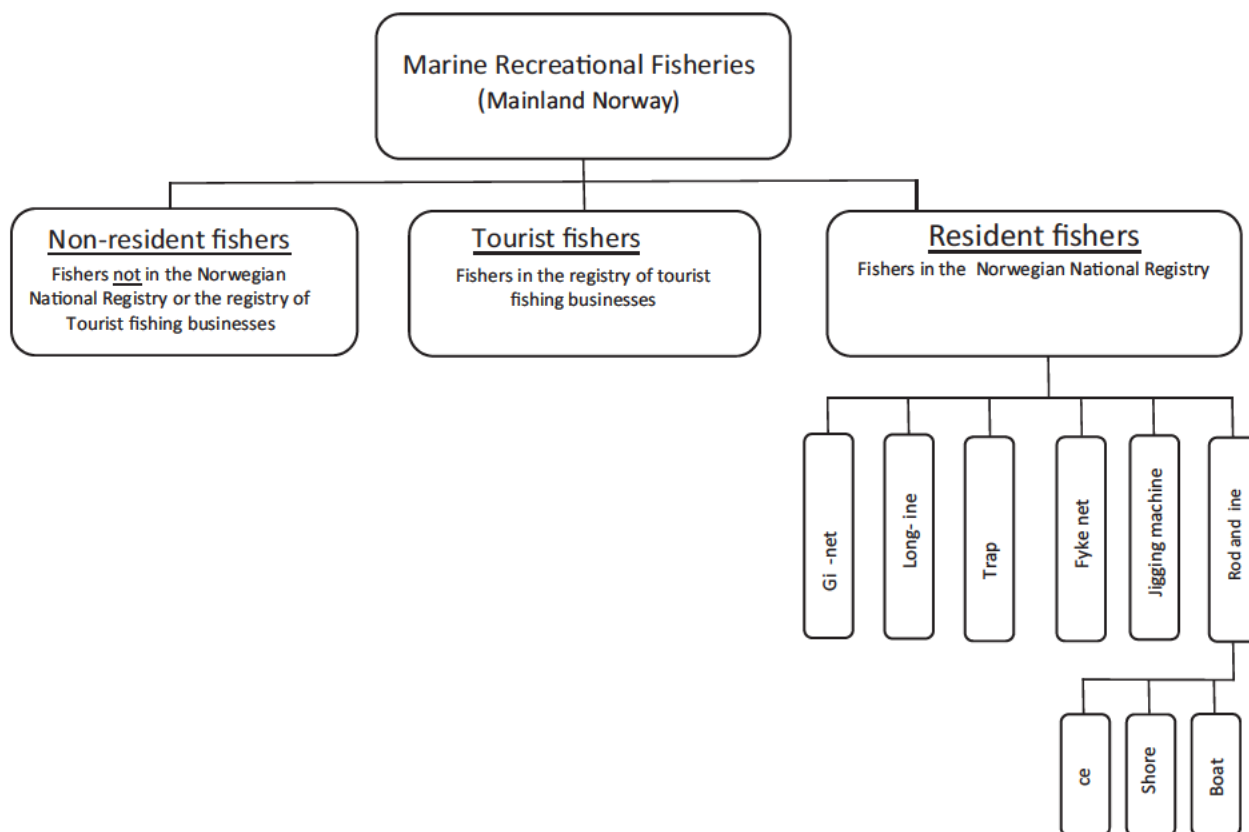 Marine Recreational Fisheries
(Mainland Norway)
Non-resident fishers
Fishers not in the Norwegian
National Registry or the registry of
Tourist fishing businesses
Tourist fishers
Fishers in the registry of tourist
fishing businesses
Resident fishers
Fishers in the Norwegian National Registry
Gi -net
Long- ine
Trap
Fyke net
Jigging machine
Rod and ine
ce
Shore
Boat